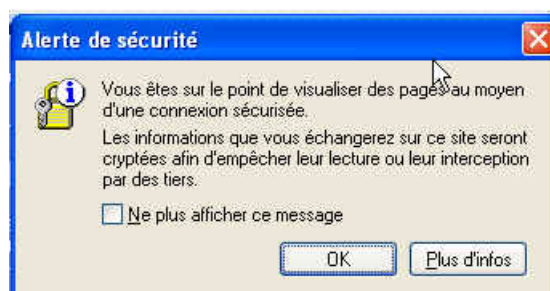 Alerte de sécurité
Vous êtes sur le point de visualiser des pages au moyen
d'une connexion sécurisée.
Les informations que vous échangerez sur ce site seront
cryptées afin d'empêcher leur lecture ou leur interception
par des tiers.
Ne plus afficher ce message
OK
Plus d'infos